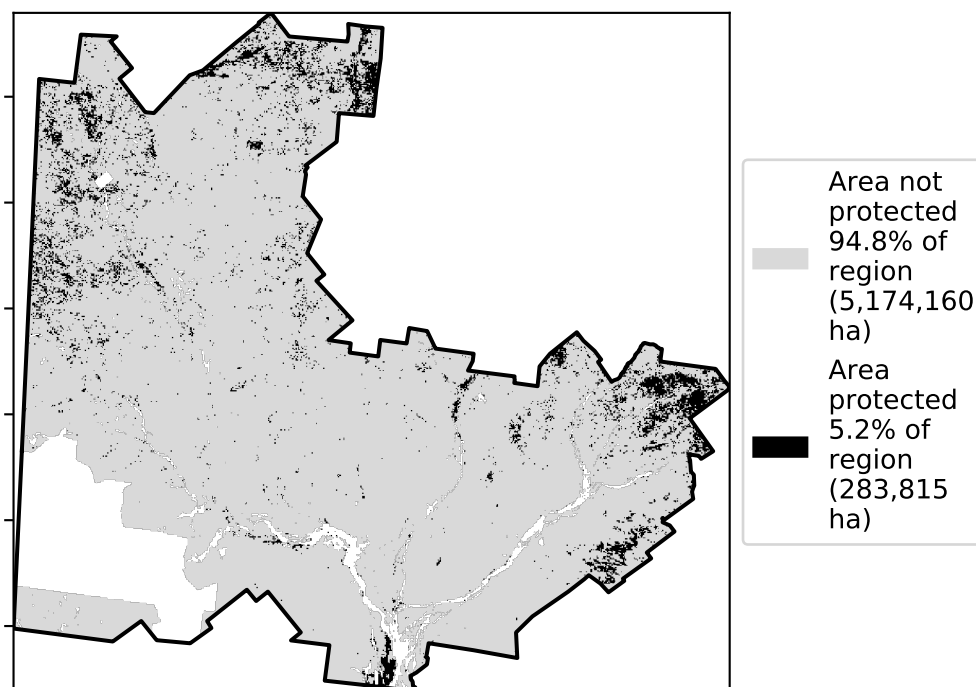 Area not
protected
94.8% of
region
(5,174,160
ha)
Area
protected
5.2% of
region
(283,815
ha)